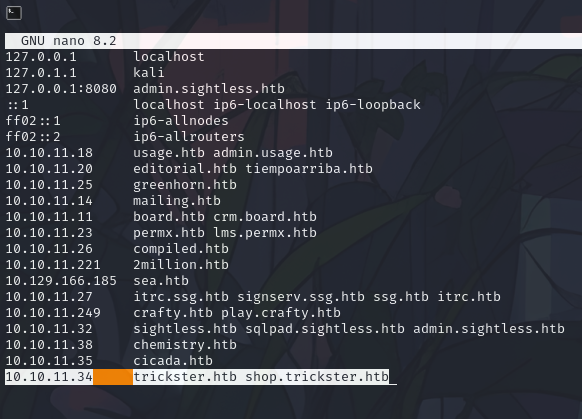 GNU nano 8.2
127.0.0.1 localhost
127.0.1.1 kali
127.0.0.1:8080 admin.sightless.htb
::1 localhost ip6-localhost ip6-loopback
ff02::1 ip6-allnodes
ff02::2 ip6-allrouters
10.10.11.18 usage.htb admin.usage.htb
10.10.11.20 editorial.htb tiempoarriba.htb
10.10.11.25 greenhorn.htb
10.10.11.14 mailing.htb
10.10.11.11 board.htb crm.board.htb
10.10.11.23 permx.htb lms.permx.htb
10.10.11.26 compiled.htb
10.10.11.221 2million.htb
10.129.166.185 sea.htb
10.10.11.27 itrc.ssg.htb signserv.ssg.htb ssg.htb itrc.htb
10.10.11.249 crafty.htb play.crafty.htb
10.10.11.32 sightless.htb sqlpad.sightless.htb admin.sightless.htb
10.10.11.38 chemistry.htb
10.10.11.35 cicada.htb
10.10.11.34 trickster.htb shop.trickster.htb